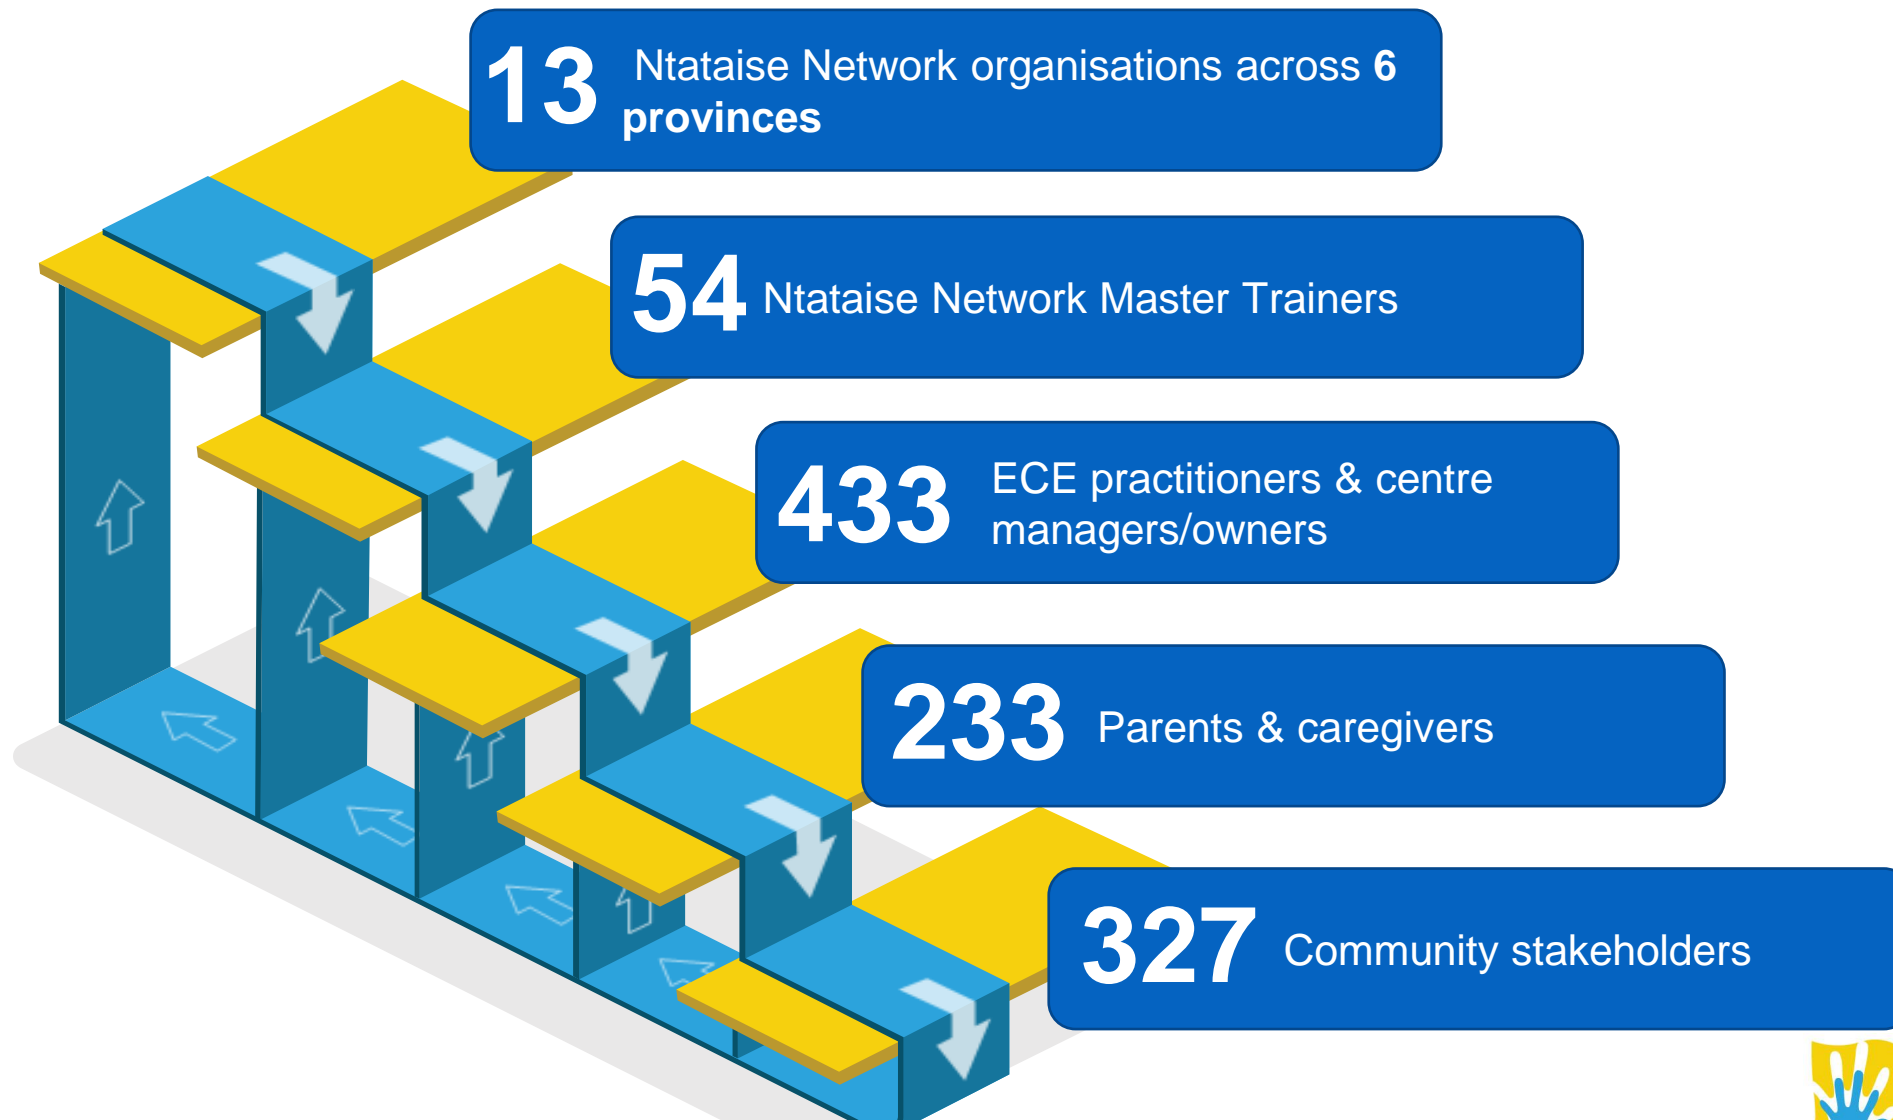 13 Ntataise Network organisations across 6
provinces
54 Ntataise Network Master Trainers
433 ECE practitioners & centre
managers/owners
233 Parents & caregivers
327 Community stakeholders